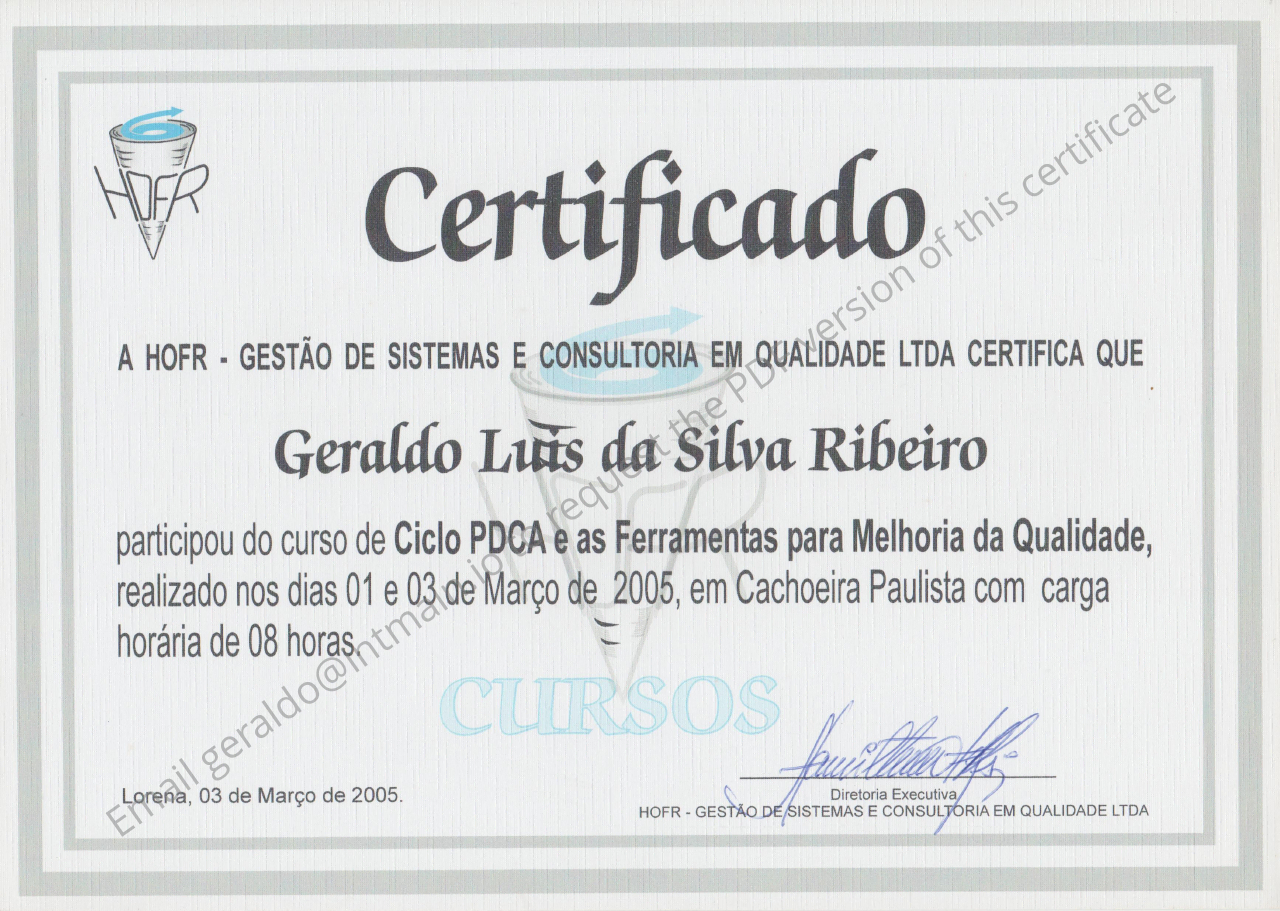 HOFR
Certificado
A HOFR - GESTÃO DE SISTEMAS E CONSULTORIA EM QUALIDADE LTDA CERTIFICA QUE
Geraldo Luis da Silva Ribeiro
participou do curso de Ciclo PDCA e as Ferramentas para Melhoria da Qualidade,
realizado nos dias 01 e 03 de Março de 2005, em Cachoeira Paulista com carga
horária de 08 horas.
CURSOS
Lorena, 03 de Março de 2005.
Diretoria Executiva
HOFR - GESTÃO DE SISTEMAS E CONSULTORIA EM QUALIDADE LTDA
Email geraldo@intmain.io to request the PDF version of this certificate